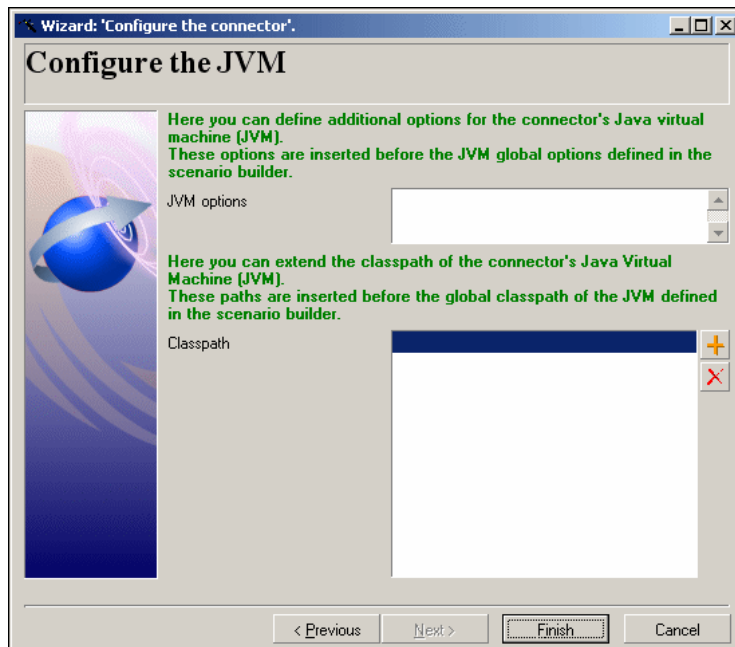 Wizard: 'Configure the connector'.
Configure the JVM
Here you can define additional options for the connector's Java virtual
machine (JVM).
These options are inserted before the JVM global options defined in the
scenario builder.
JVM options
Here you can extend the classpath of the connector's Java Virtual
Machine (JVM).
These paths are inserted before the global classpath of the JVM defined
in the scenario builder.
Classpath
< Previous Next > Finish Cancel